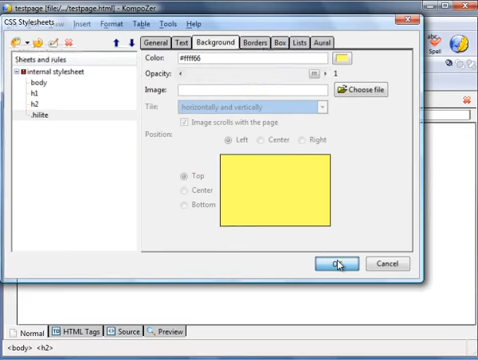 testpage [file/.../testpage.html] - KompoZer
CSS Stylesheets
Insert Format Table Tools Help
Spell
Sheets and rules
internal stylesheet
body
h1
h2
.hilite
General Text Background Borders Box Lists Aural
Color: #ffff66
Opacity: 1
Image: Choose file
Tile: horizontally and vertically
Image scrolls with the page
Position: Left Center Right
Top
Center
Bottom
Cancel
Normal HTML Tags Source Preview
<body> <h2>